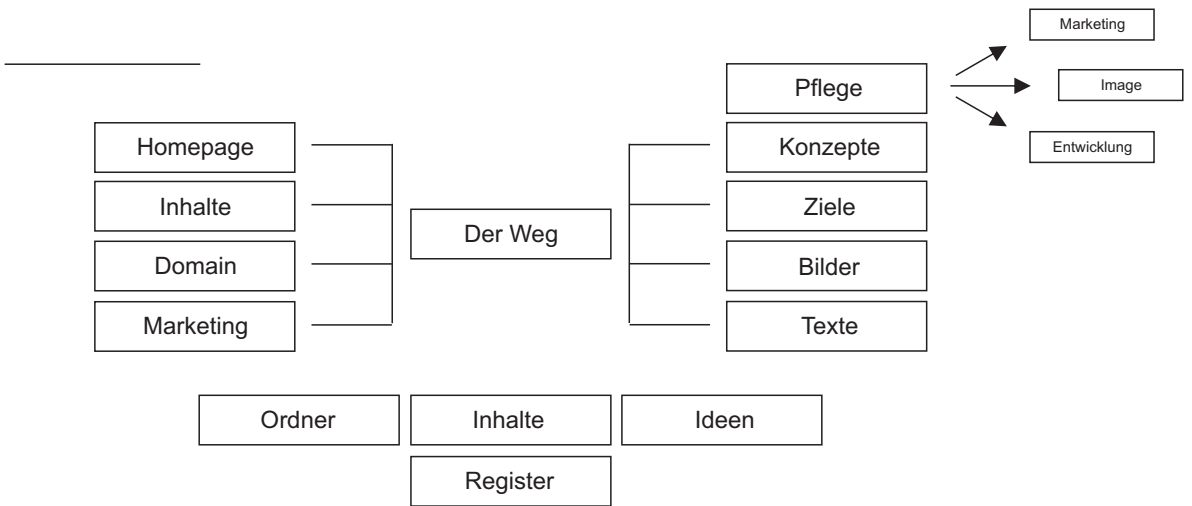 Marketing
Pflege
Image
Entwicklung
Homepage
Konzepte
Inhalte
Ziele
Der Weg
Domain
Bilder
Marketing
Texte
Ordner
Inhalte
Ideen
Register